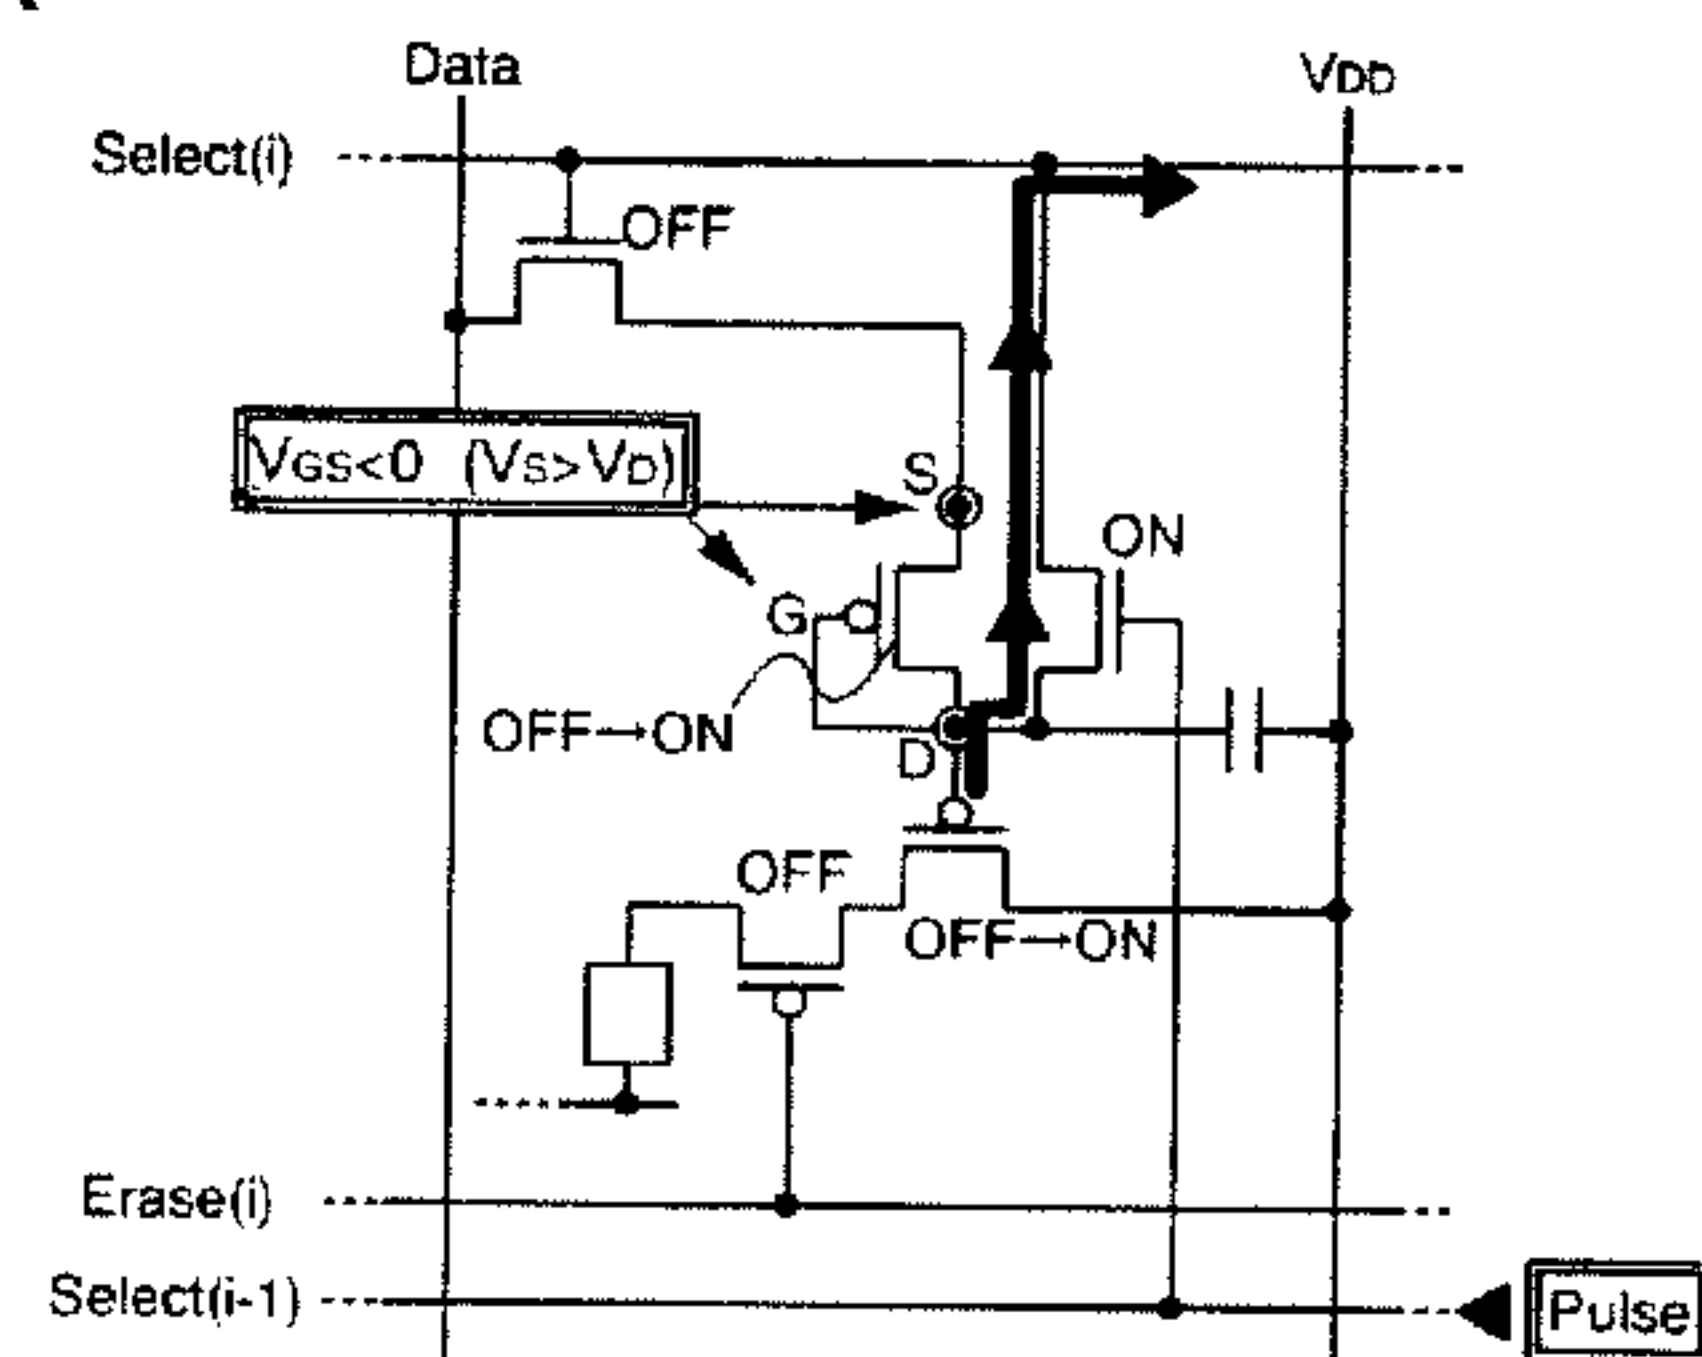 Data
VDD
Select(i)
OFF
VGS<0 (VS>VD)
S
ON
G
OFF→ON
D
OFF
OFF→ON
Erase(i)
Select(i-1)
Pulse